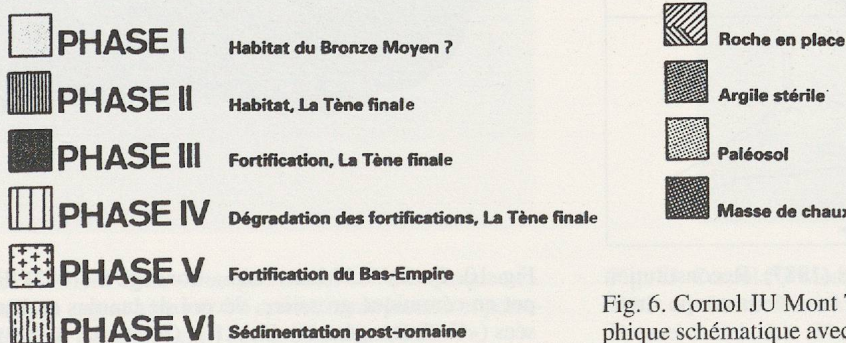 PHASE I Habitat du Bronze Moyen ?
PHASE II Habitat, La Tène finale
PHASE III Fortification, La Tène finale
PHASE IV Dégradation des fortifications, La Tène finale
PHASE V Fortification du Bas-Empire
PHASE VI Sédimentation post-romaine
Roche en place
Argile stérile
Paléosol
Masse de chaux
Fig. 6. Cornol JU Mont
phique schématique avec